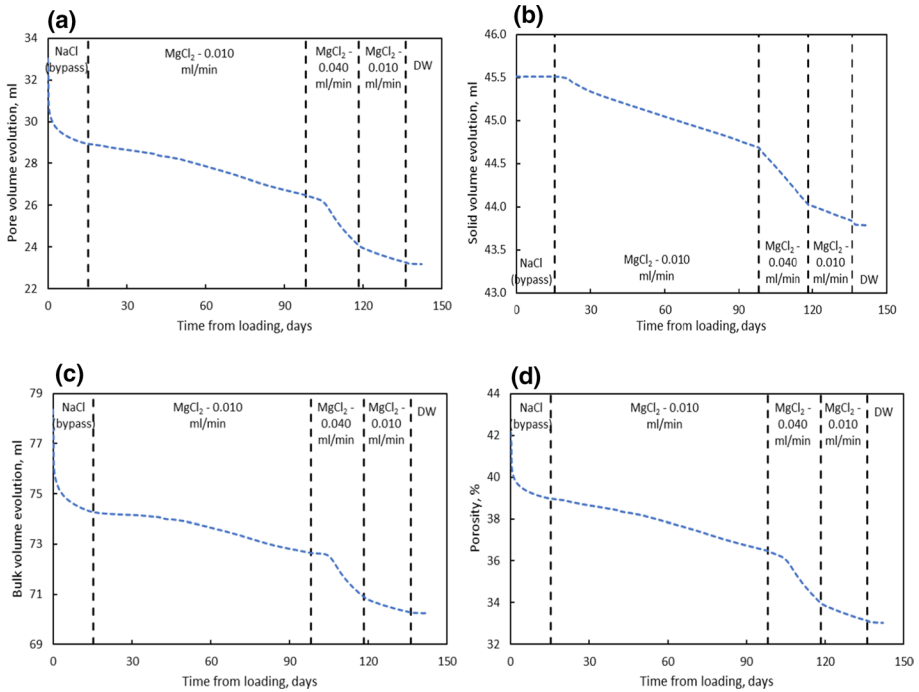 (a)
Pore volume evolution, ml
34
32
30
28
26
24
22
NaCl
(bypass)
MgCl₂ - 0.010
ml/min
MgCl₂ -
0.040
ml/min
MgCl₂ -
0.010
ml/min
DW
0 30 60 90 120 150
Time from loading, days
(b)
Solid volume evolution, ml
46.0
45.5
45.0
44.5
44.0
43.5
43.0
NaCl
(bypass)
MgCl₂ - 0.010
ml/min
MgCl₂ -
0.040
ml/min
MgCl₂ -
0.010
ml/min
DW
0 30 60 90 120 150
Time from loading, days
(c)
Bulk volume evolution, ml
79
77
75
73
71
69
NaCl
(bypass)
MgCl₂ - 0.010
ml/min
MgCl₂ -
0.040
ml/min
MgCl₂ -
0.010
ml/min
DW
0 30 60 90 120 150
Time from loading, days
(d)
Porosity, %
44
42
40
38
36
34
32
NaCl
(bypass)
MgCl₂ - 0.010
ml/min
MgCl₂ -
0.040
ml/min
MgCl₂ -
0.010
ml/min
DW
0 30 60 90 120 150
Time from loading, days